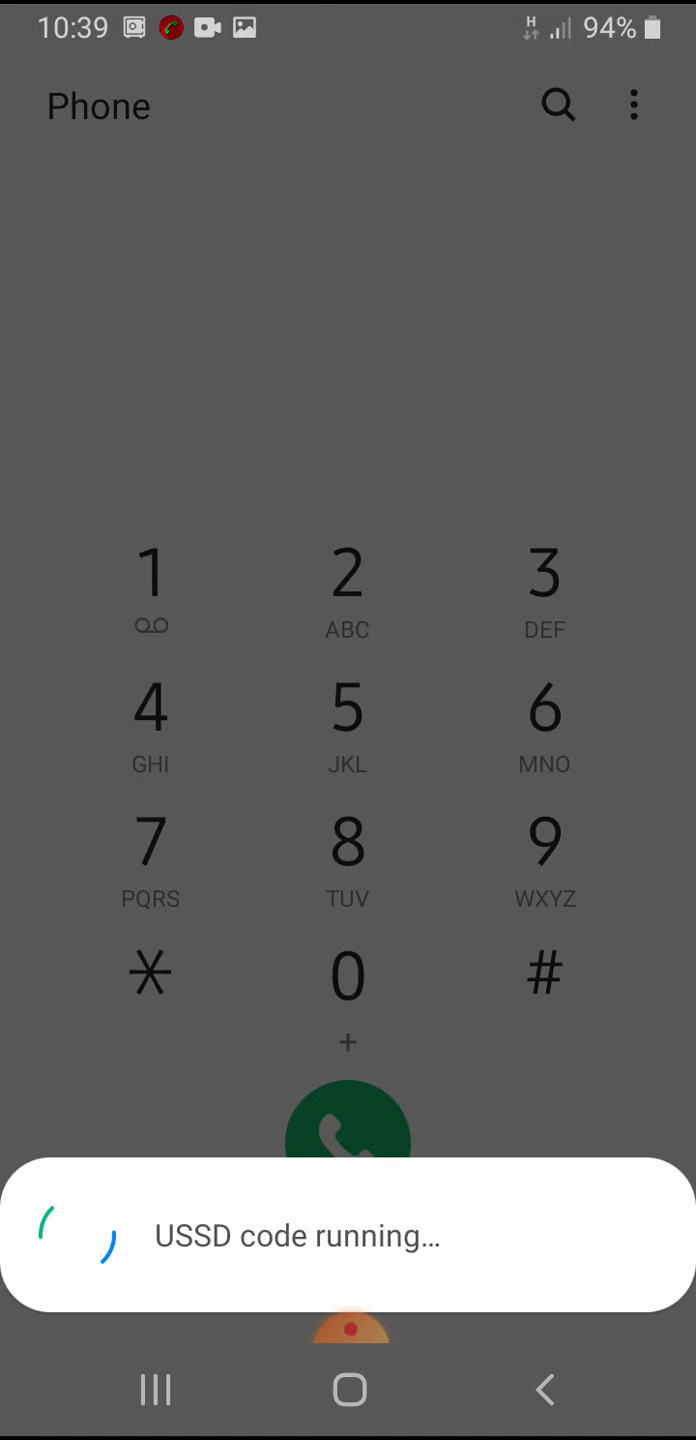 10:39 H 94%
Phone
1 2 3
ABC DEF
4 5 6
GHI JKL MNO
7 8 9
PQRS TUV WXYZ
* 0 #
+
USSD code running...